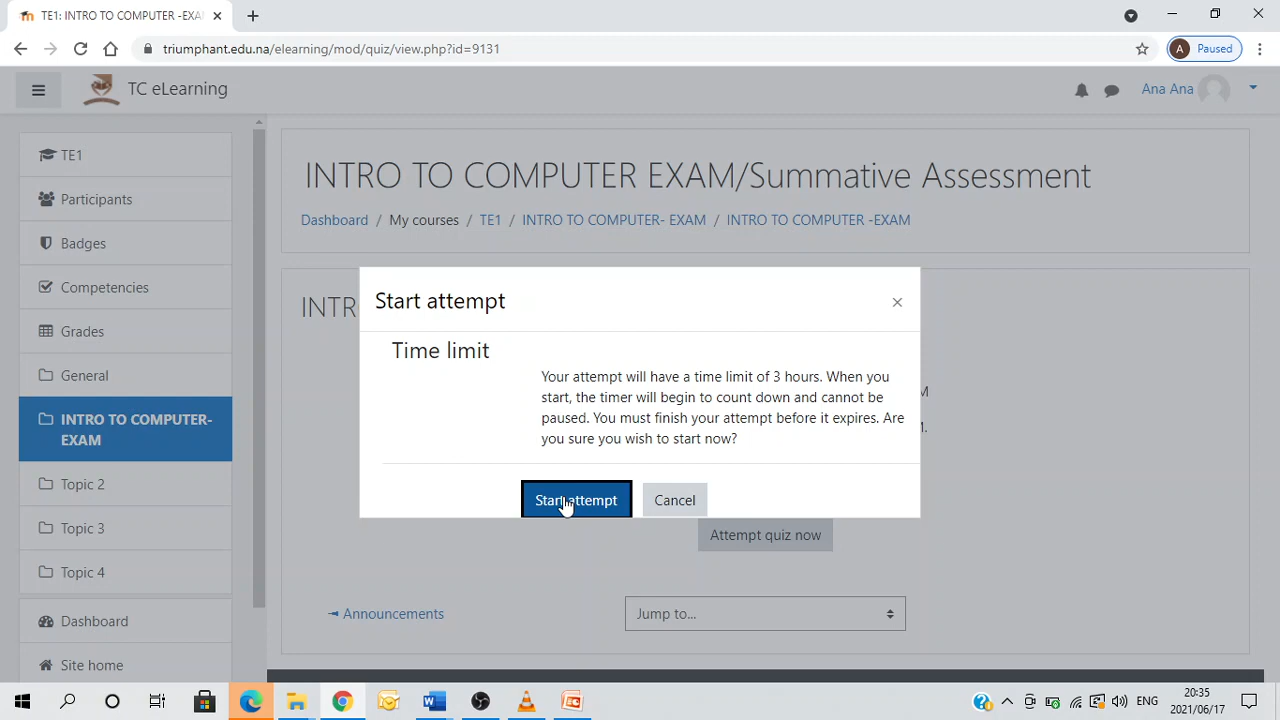 TE1: INTRO TO COMPUTER -EXA
triumphant.edu.na/elearning/mod/quiz/view.php?id=9131
A Paused
TC eLearning
Ana Ana
TE1
Participants
Badges
Competencies
Grades
General
INTRO TO COMPUTER-
EXAM
Topic 2
Topic 3
Topic 4
Dashboard
Site home
INTRO TO COMPUTER EXAM/Summative Assessment
Dashboard / My courses / TE1 / INTRO TO COMPUTER- EXAM / INTRO TO COMPUTER -EXAM
INTR
Start attempt
Time limit
Your attempt will have a time limit of 3 hours. When you
start, the timer will begin to count down and cannot be
paused. You must finish your attempt before it expires. Are
you sure you wish to start now?
M
.
Start attempt
Cancel
Attempt quiz now
Announcements
Jump to...
ENG
20:35
2021/06/17